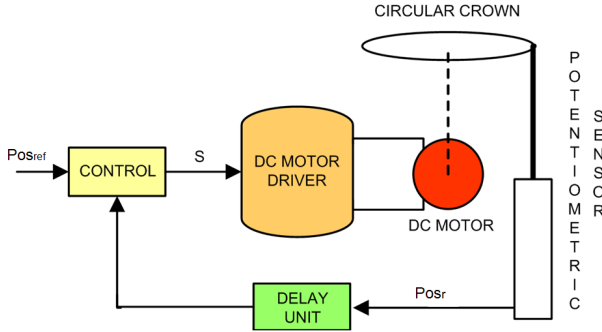 CIRCULAR CROWN
POTENTIOMETRIC
SENSOR
Posref
CONTROL
S
DC MOTOR
DRIVER
DC MOTOR
DELAY
UNIT
Posr